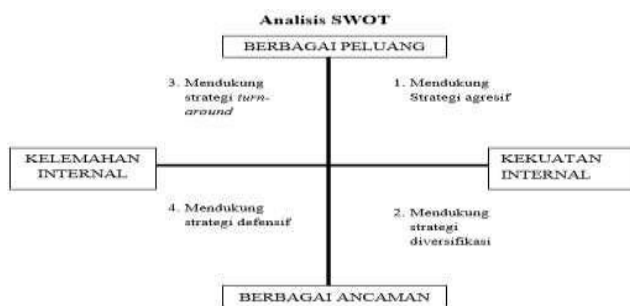 Analisis SWOT
BERBAGAI PELUANG
3. Mendukung
strategi turn-
around
1. Mendukung
Strategi agresif
KELEMAHAN
INTERNAL
KEKUATAN
INTERNAL
4. Mendukung
strategi defensif
2. Mendukung
strategi
diversifikasi
BERBAGAI ANCAMAN